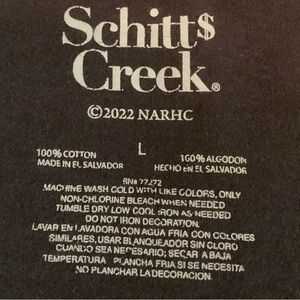 Schitt$
Creek®
©2022 NARHC
L
100% COTTON
MADE IN EL SALVADOR
100% ALGODON
HECHO EN EL SALVADOR
RN# 77272
MACHINE WASH COLD WITH LIKE COLORS, ONLY
NON-CHLORINE BLEACH WHEN NEEDED
TUMBLE DRY LOW COOL IRON AS NEEDED
DO NOT IRON DECORATION.
LAVAR EN LAVADORA CON AGUA FRIA CON COLORES
SIMILARES, USAR BLANQUEADOR SIN CLORO
CUANDO SEA NECESARIO; SECAR A BAJA
TEMPERATURA PLANCHA FRIA SI SE NECESITA
NO PLANCHAR LA DECORACION.